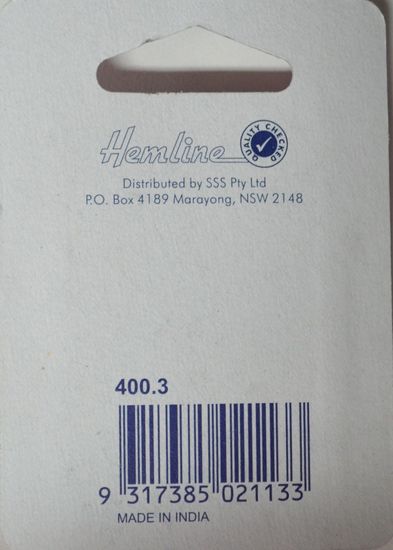 Hemline QUALITY CHECKED
Distributed by SSS Pty Ltd
P.O. Box 4189 Marayong, NSW 2148
400.3
9 317385 021133
MADE IN INDIA